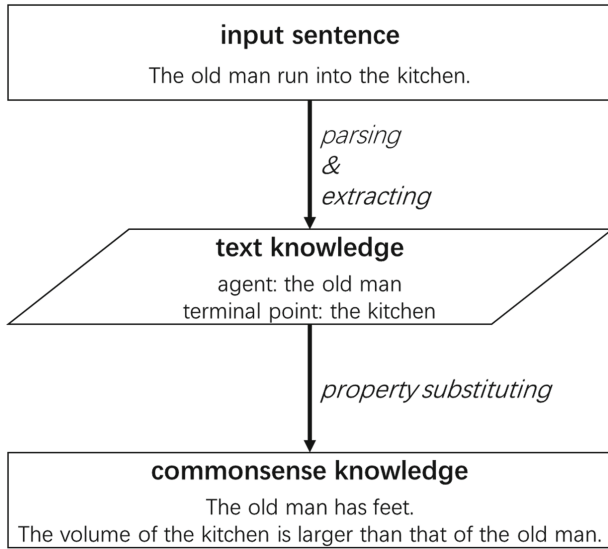 input sentence
The old man run into the kitchen.
parsing
&
extracting
text knowledge
agent: the old man
terminal point: the kitchen
property substituting
commonsense knowledge
The old man has feet.
The volume of the kitchen is larger than that of the old man.